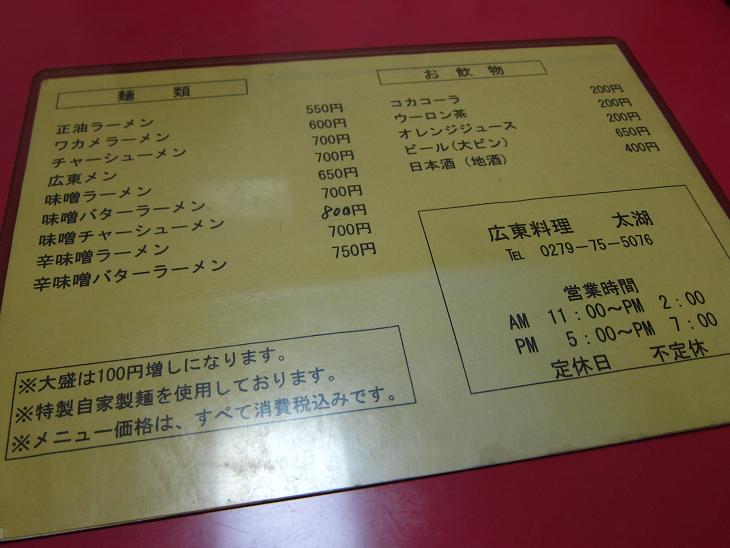 麺類
正油ラーメン 550円
ワカメラーメン 600円
チャーシューメン 700円
広東メン 700円
味噌ラーメン 650円
味噌バターラーメン 700円
味噌チャーシューメン 800円
辛味噌ラーメン 700円
辛味噌バターラーメン 750円
※大盛は100円増しになります。
※特製自家製麺を使用しております。
※メニュー価格は、すべて消費税込みです。
お飲物
コカコーラ 200円
ウーロン茶 200円
オレンジジュース 200円
ビール(大ビン) 650円
日本酒(地酒) 400円
広東料理 太湖
℡ 0279－75－5076
営業時間
AM 11：00～PM 2：00
PM 5：00～PM 7：00
定休日 不定休